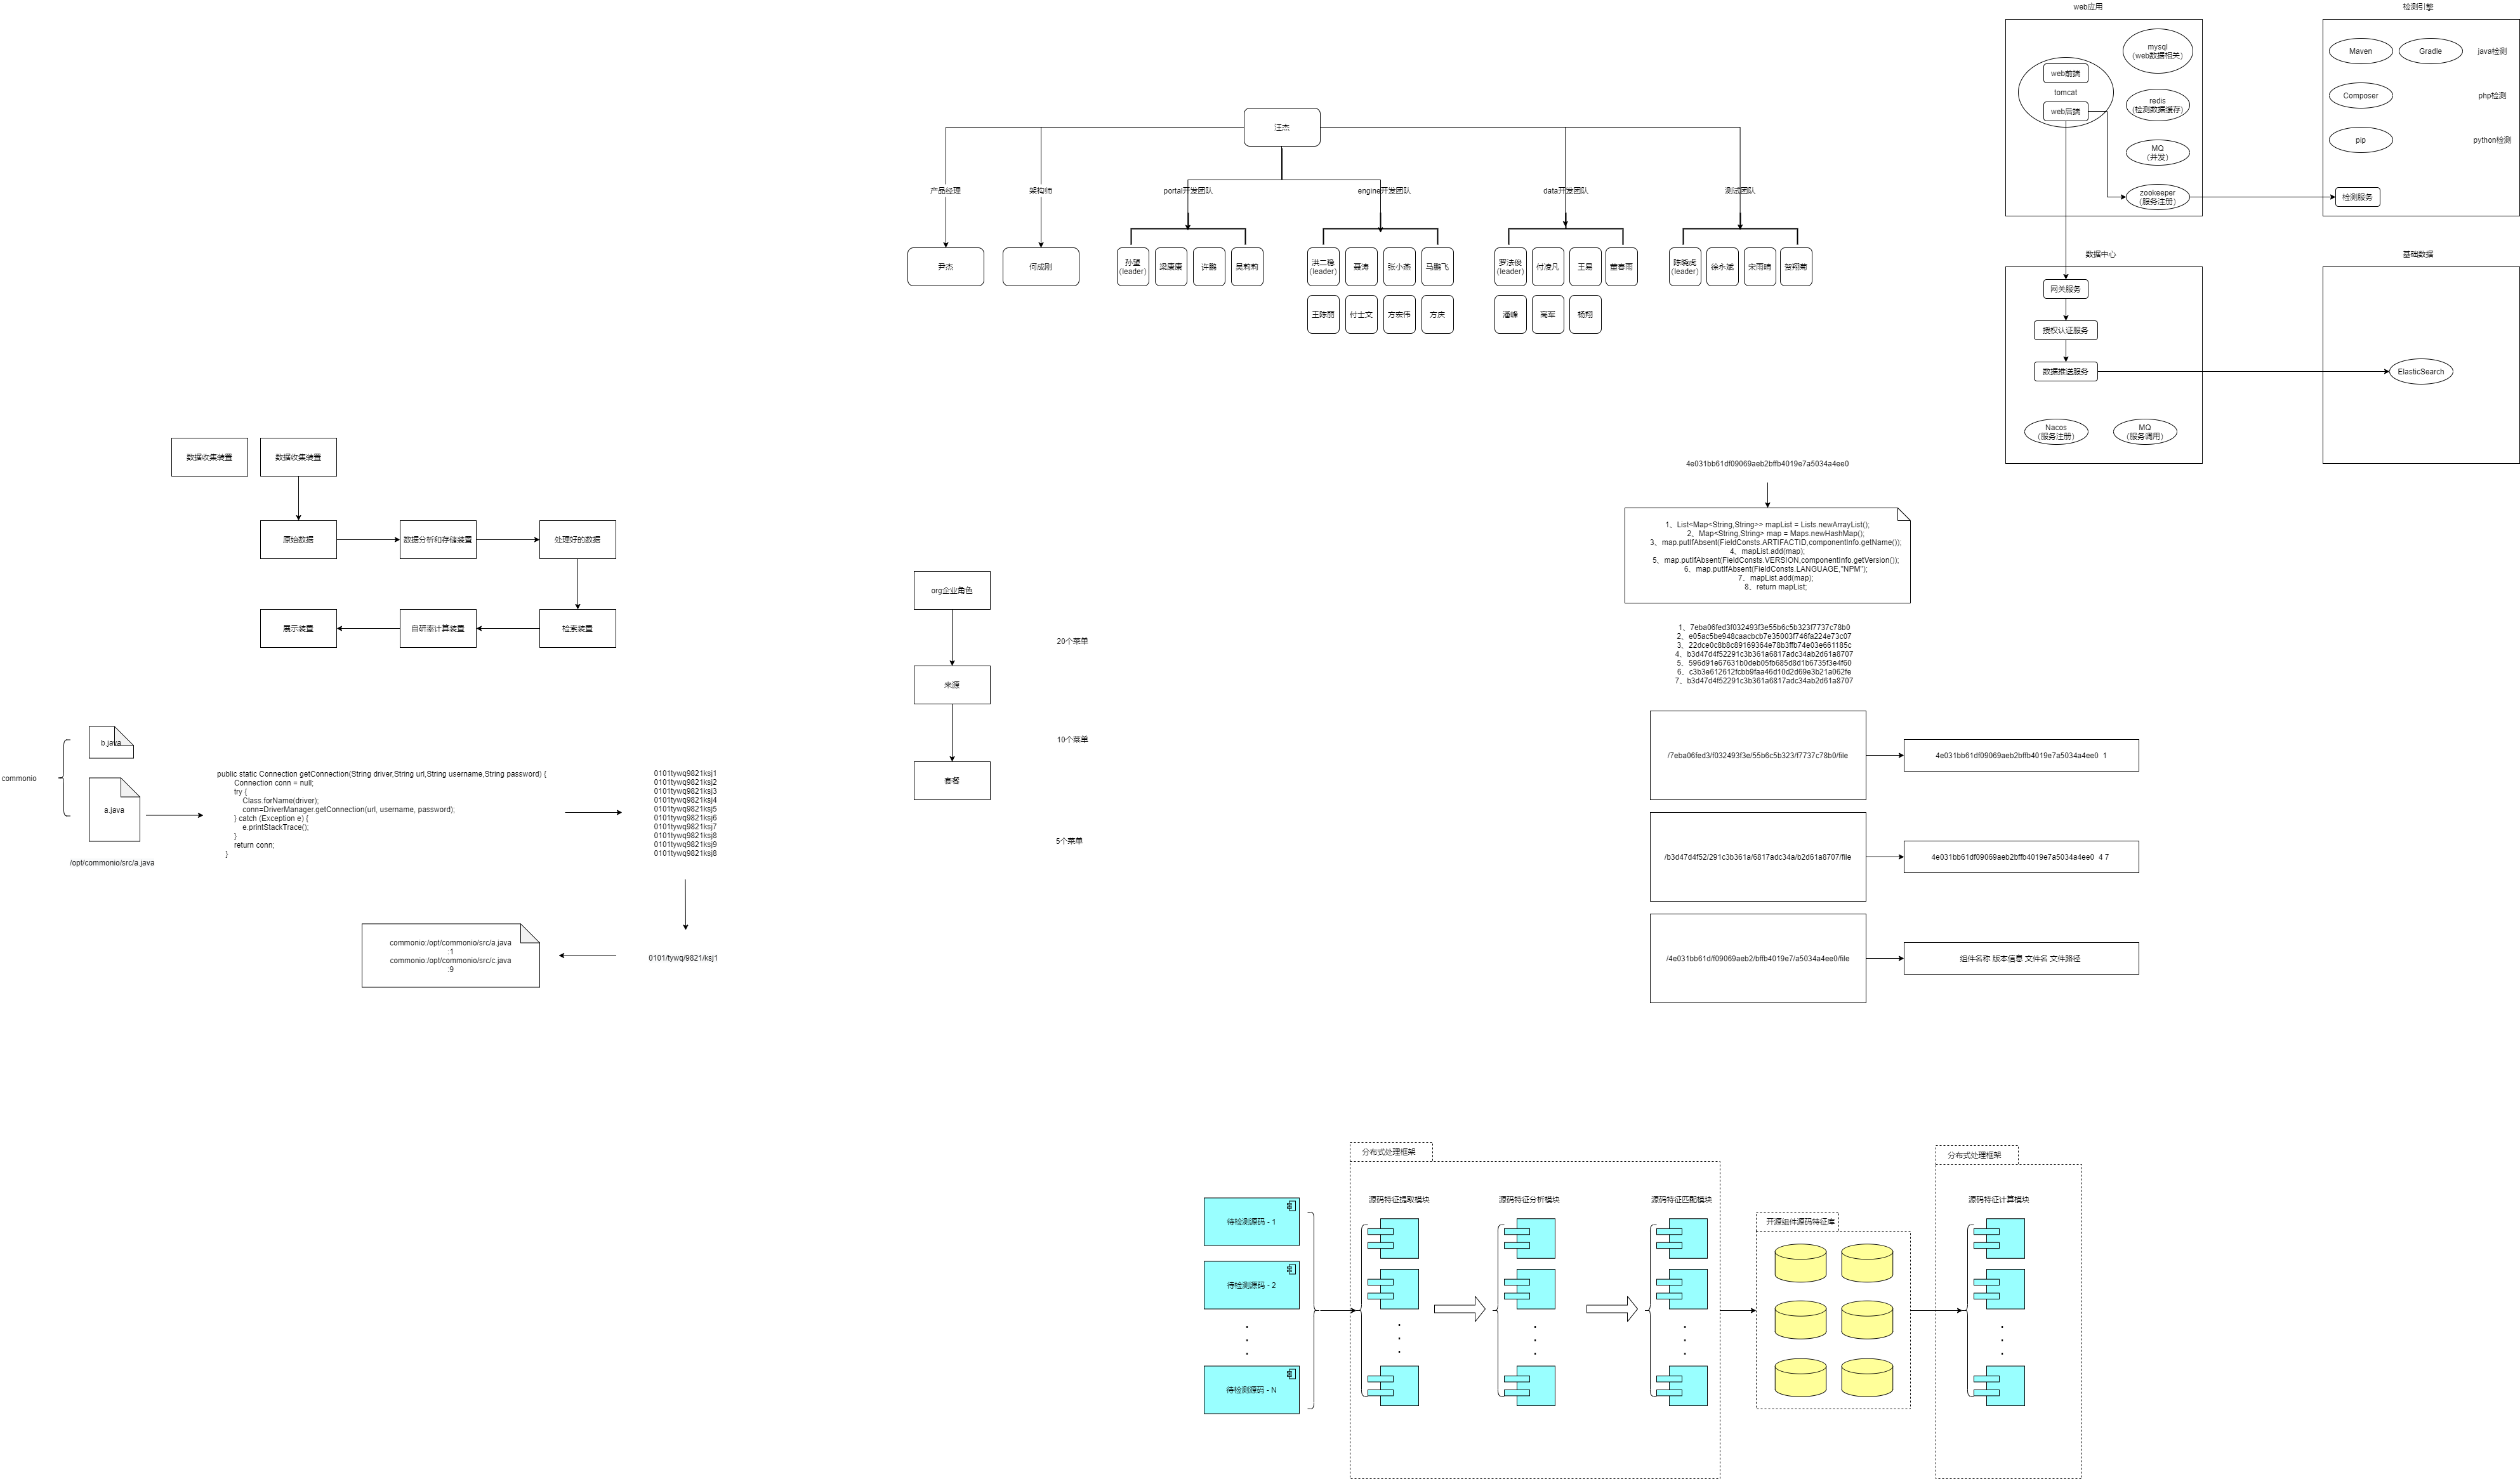 web应用
检测引擎
mysql
(web数据相关)
web前端
tomcat
web后端
redis
(检测数据缓存)
MQ
(并发)
zookeeper
(服务注册)
Maven
Gradle
java检测
Composer
php检测
pip
python检测
检测服务
汪杰
产品经理
架构师
portal开发团队
engine开发团队
data开发团队
测试团队
尹杰
何成刚
孙望
(leader)
梁康康
许鹏
吴莉莉
洪二稳
(leader)
聂涛
张小燕
马鹏飞
罗法俊
(leader)
付凌凡
王易
董春雨
陈晓虎
(leader)
徐永斌
宋雨晴
贺翔菊
王陈丽
付士文
方宏伟
方庆
潘峰
高军
杨翔
数据中心
基础数据
网关服务
授权认证服务
数据推送服务
ElasticSearch
Nacos
(服务注册)
MQ
(服务调用)
数据收集装置
数据收集装置
原始数据
数据分析和存储装置
处理好的数据
展示装置
自研率计算装置
检索装置
4e031bb61df09069aeb2bffb4019e7a5034a4ee0
1、List<Map<String,String>> mapList = Lists.newArrayList();
2、Map<String,String> map = Maps.newHashMap();
3、map.putIfAbsent(FieldConsts.ARTIFACTID,componentInfo.getName());
4、mapList.add(map);
5、map.putIfAbsent(FieldConsts.VERSION,componentInfo.getVersion());
6、map.putIfAbsent(FieldConsts.LANGUAGE,"NPM");
7、mapList.add(map);
8、return mapList;
1、7eba06fed3f032493f3e55b6c5b323f7737c78b0
2、e05ac5be948caacbcb7e35003f746fa224e73c07
3、22dce0c8b8c89169364e78b3ffb74e03e661185c
4、b3d47d4f52291c3b361a6817adc34ab2d61a8707
5、596d91e67631b0deb05fb685d8d1b6735f3e4f60
6、c3b3e612612fcbb9faa46d10d2d69e3b21a062fe
7、b3d47d4f52291c3b361a6817adc34ab2d61a8707
org企业角色
20个菜单
来源
10个菜单
套餐
5个菜单
commonio
b.java
a.java
/opt/commonio/src/a.java
public static Connection getConnection(String driver,String url,String username,String password) {
Connection conn = null;
try {
Class.forName(driver);
conn=DriverManager.getConnection(url, username, password);
} catch (Exception e) {
e.printStackTrace();
}
return conn;
}
0101tywq9821ksj1
0101tywq9821ksj2
0101tywq9821ksj3
0101tywq9821ksj4
0101tywq9821ksj5
0101tywq9821ksj6
0101tywq9821ksj7
0101tywq9821ksj8
0101tywq9821ksj9
0101tywq9821ksj8
0101/tywq/9821/ksj1
commonio:/opt/commonio/src/a.java
:1
commonio:/opt/commonio/src/c.java
:9
/7eba06fed3/f032493f3e/55b6c5b323/f7737c78b0/file
4e031bb61df09069aeb2bffb4019e7a5034a4ee0 1
/b3d47d4f52/291c3b361a/6817adc34a/b2d61a8707/file
4e031bb61df09069aeb2bffb4019e7a5034a4ee0 4 7
/4e031bb61d/f09069aeb2/bffb4019e7/a5034a4ee0/file
组件名称 版本信息 文件名 文件路径
分布式处理框架
分布式处理框架
源码特征提取模块
源码特征分析模块
源码特征匹配模块
开源组件源码特征库
源码特征计算模块
待检测源码 - 1
待检测源码 - 2
待检测源码 - N